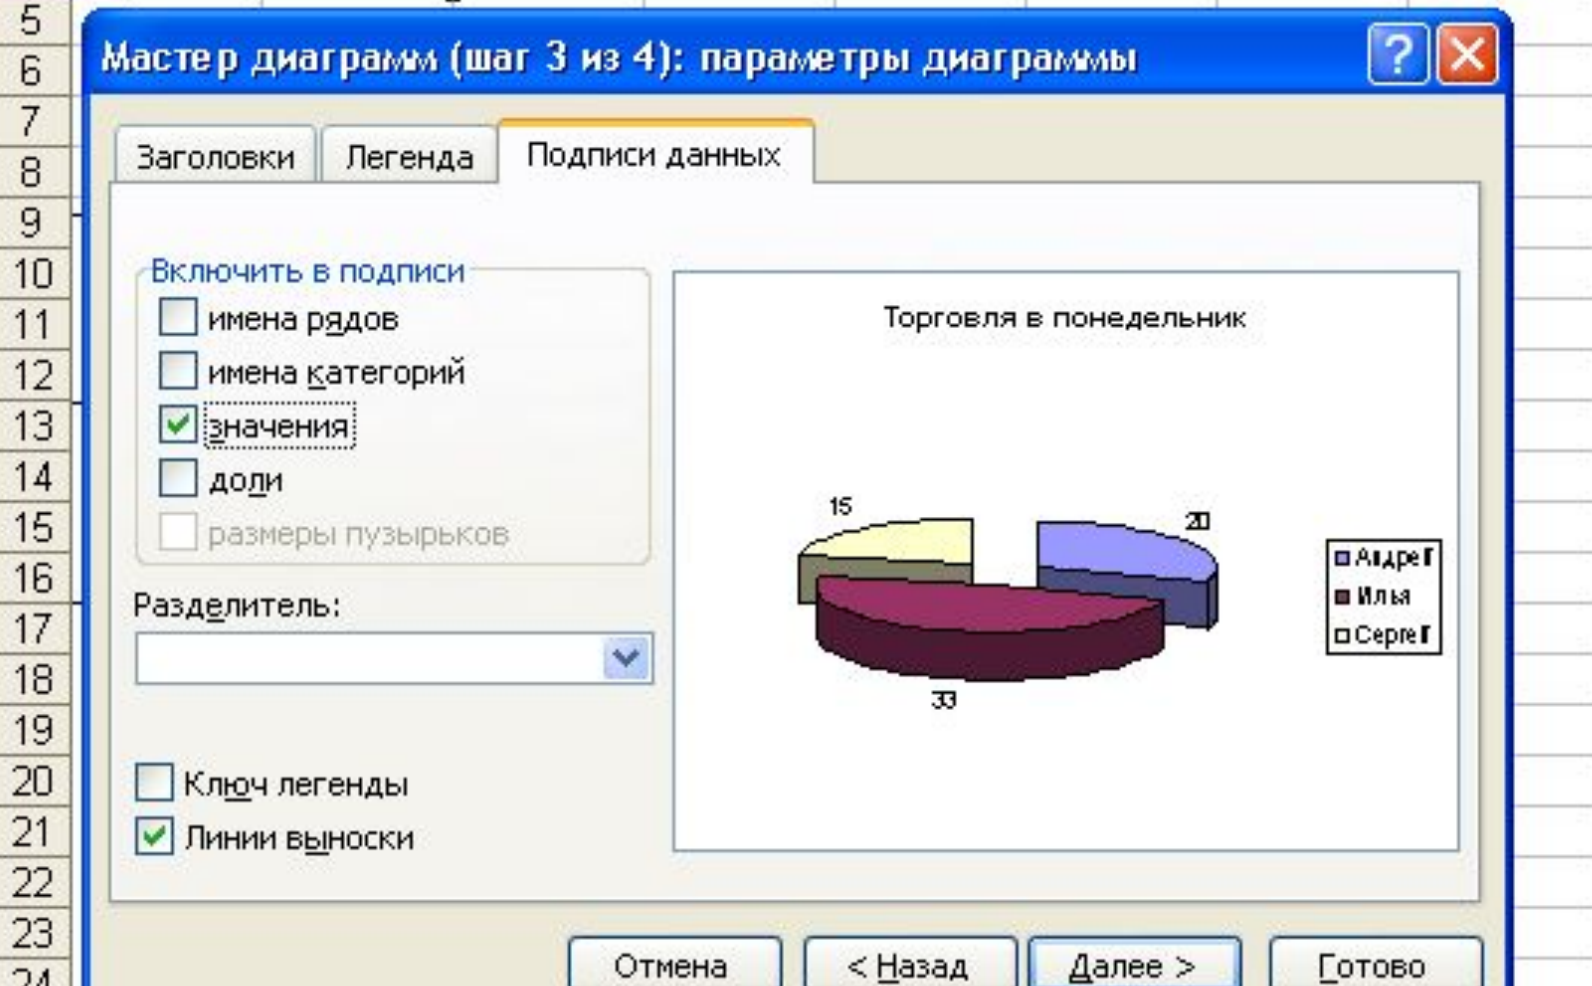 5
Мастер диаграмм (шаг 3 из 4): параметры диаграммы
6
7
Заголовки Легенда Подписи данных
8
9
10 Включить в подписи
11 имена рядов
Торговля в понедельник
12 имена категорий
13 значения
14 доли
15 размеры пузырьков
15 20
33
Андрей
Илья
Сергей
16
17 Разделитель:
18
19
20 Ключ легенды
21 Линии выноски
22
23
24 Отмена < Назад Далее > Готово